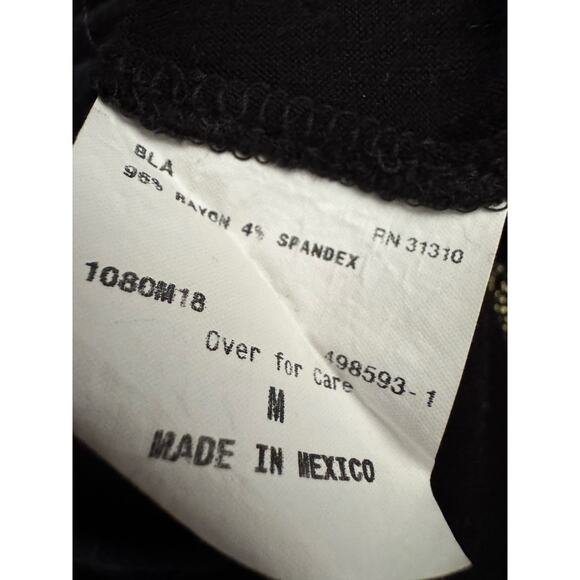 BLA
96% RAYON 4% SPANDEX
RN 31310
1080M18
498593-1
Over for Care
M
MADE IN MEXICO